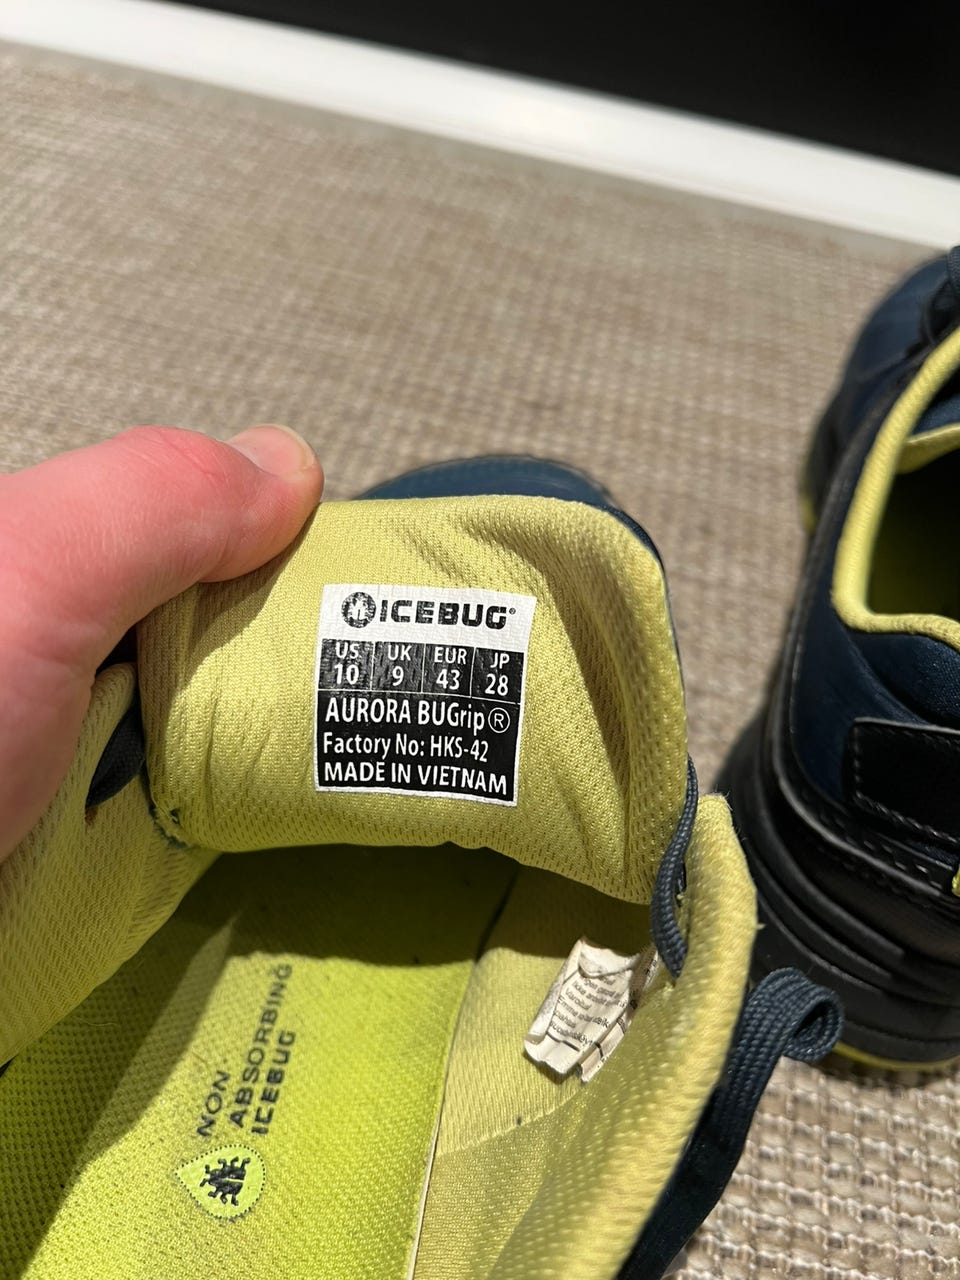 ICEBUG®
US UK EUR JP
10 9 43 28
AURORA BUGrip®
Factory No: HKS-42
MADE IN VIETNAM
NON
ABSORBING
ICEBUG
Varoitus!